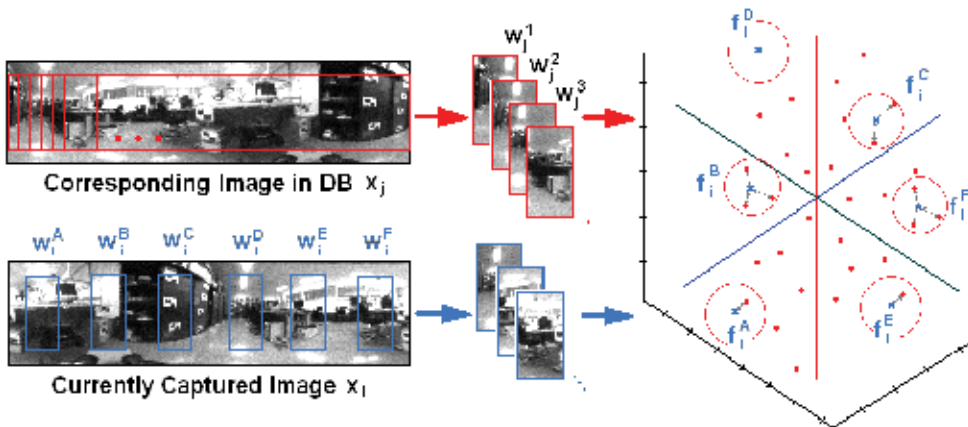 w_j^1
w_j^2
w_j^3
Corresponding Image in DB x_j
w_i^A w_i^B w_i^C w_i^D w_i^E w_i^F
Currently Captured Image x_i
f_i^D
f_i^C
f_i^B
f_i^F
f_i^A
f_i^E